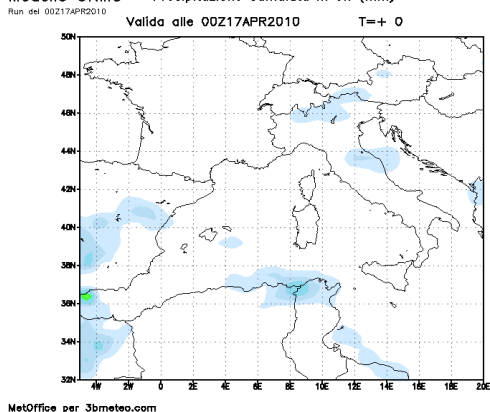 Run del 00Z17APR2010
Valida alle 00Z17APR2010 T=+ 0
50N
48N
46N
44N
42N
40N
38N
36N
34N
32N
4W 2W 0 2E 4E 6E 8E 10E 12E 14E 16E 18E 20E
MetOffice per 3bmeteo.com